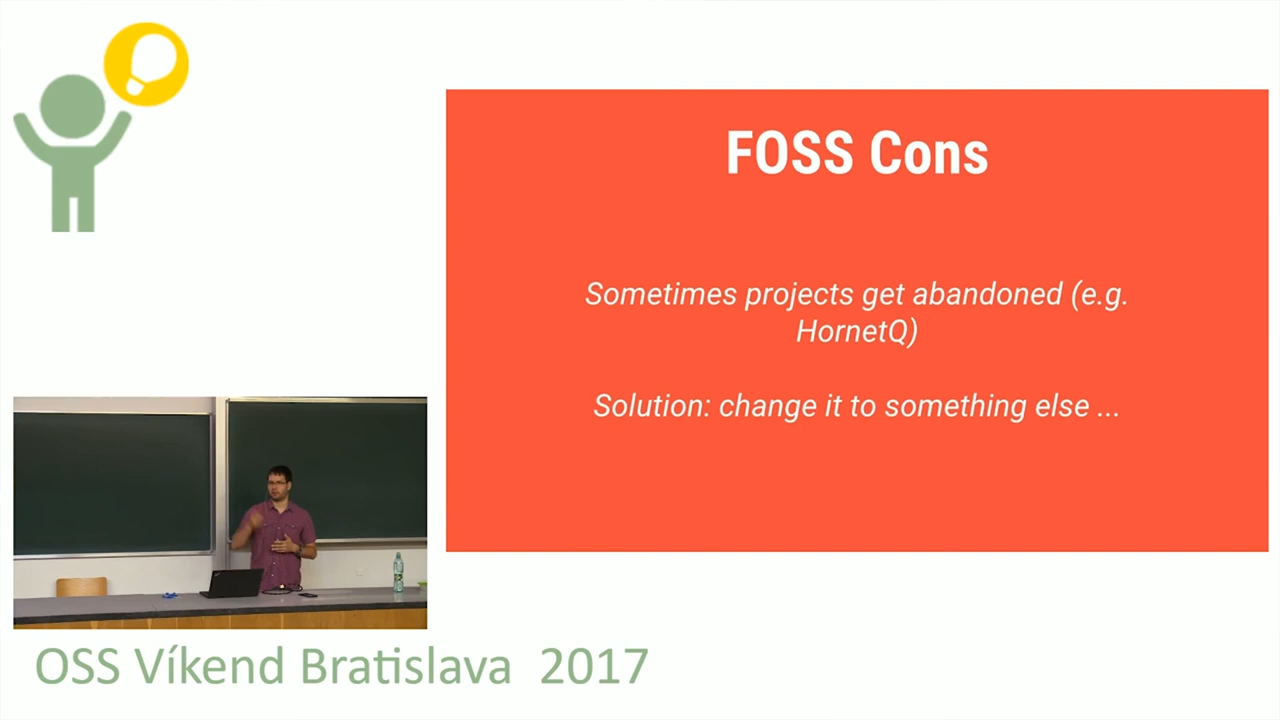 FOSS Cons
Sometimes projects get abandoned (e.g.
HornetQ)
Solution: change it to something else ...
OSS Víkend Bratislava 2017